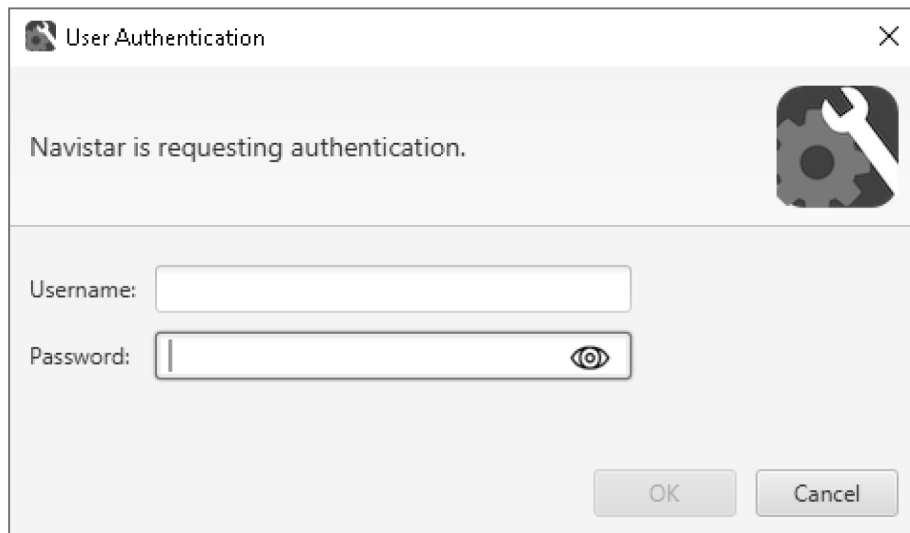 User Authentication
Navistar is requesting authentication.
Username:
Password:
OK
Cancel